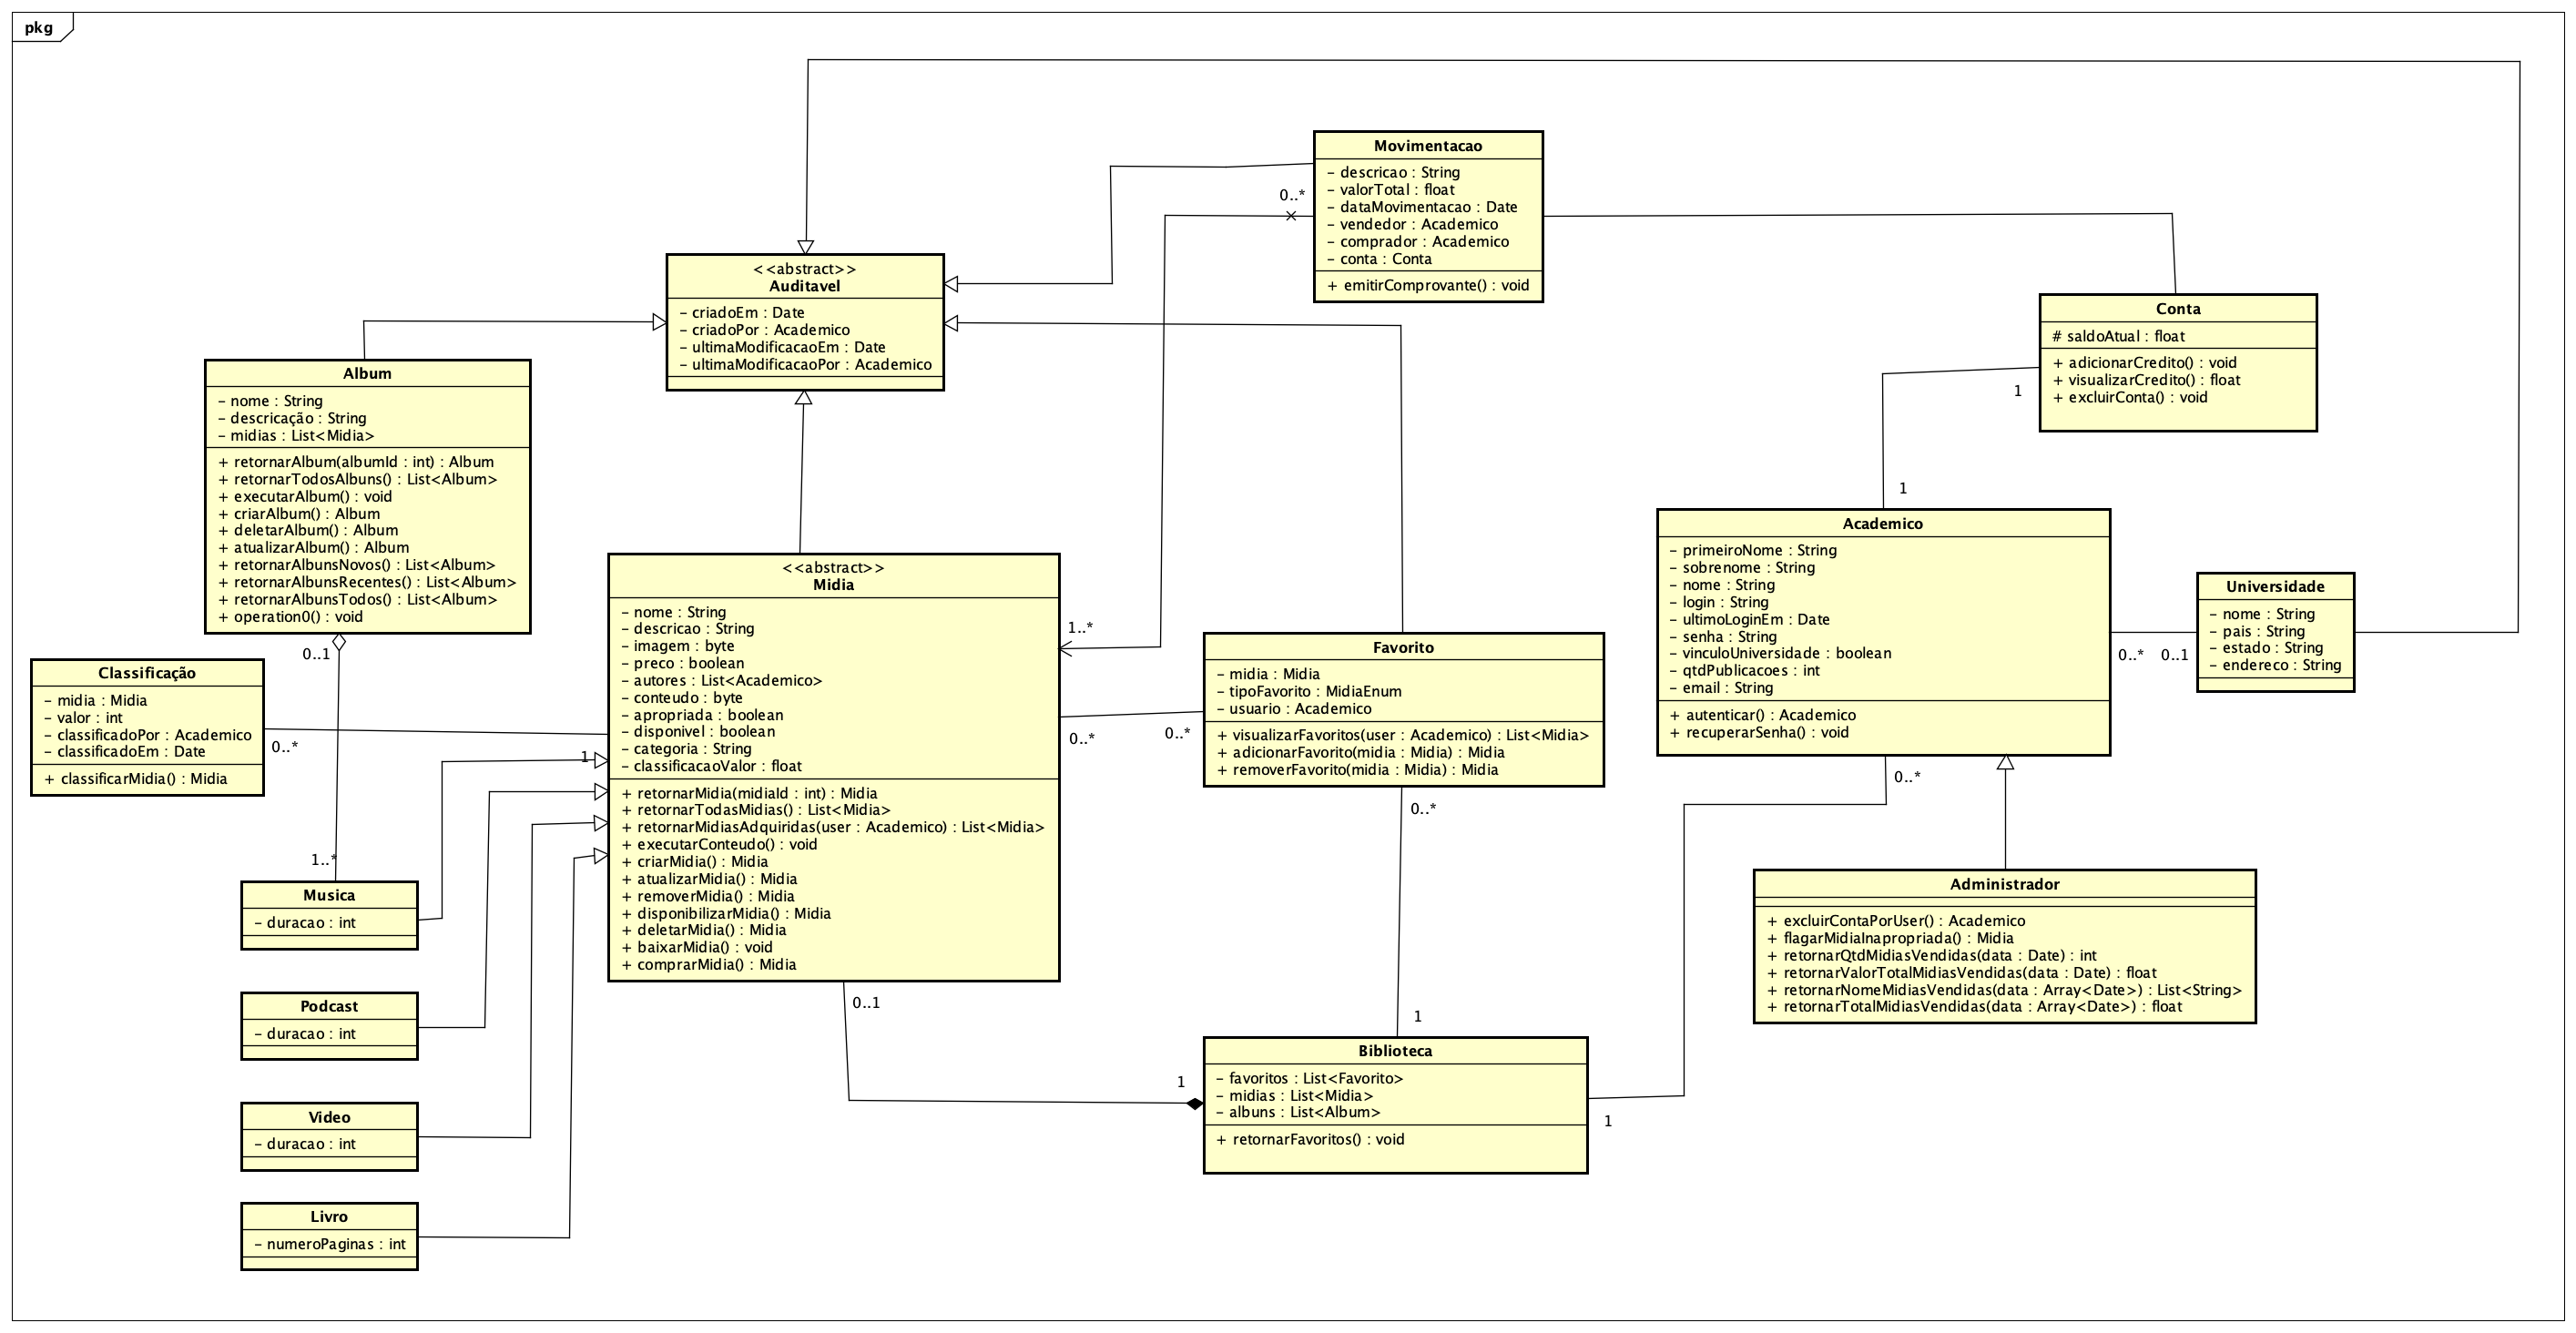 pkg
Movimentacao
– descricao : String
– valorTotal : float
– dataMovimentacao : Date
– vendedor : Academico
– comprador : Academico
– conta : Conta
+ emitirComprovante() : void
0..*
<<abstract>>
Auditavel
– criadoEm : Date
– criadoPor : Academico
– ultimaModificacaoEm : Date
– ultimaModificacaoPor : Academico
Conta
# saldoAtual : float
+ adicionarCredito() : void
+ visualizarCredito() : float
+ excluirConta() : void
1
1
Album
– nome : String
– descricação : String
– midias : List<Midia>
+ retornarAlbum(albumId : int) : Album
+ retornarTodosAlbuns() : List<Album>
+ executarAlbum() : void
+ criarAlbum() : Album
+ deletarAlbum() : Album
+ atualizarAlbum() : Album
+ retornarAlbunsNovos() : List<Album>
+ retornarAlbunsRecentes() : List<Album>
+ retornarAlbunsTodos() : List<Album>
+ operation0() : void
0..1
<<abstract>>
Midia
– nome : String
– descricao : String
– imagem : byte
– preco : boolean
– autores : List<Academico>
– conteudo : byte
– apropriada : boolean
– disponivel : boolean
– categoria : String
– classificacaoValor : float
+ retornarMidia(midiaId : int) : Midia
+ retornarTodasMidias() : List<Midia>
+ retornarMidiasAdquiridas(user : Academico) : List<Midia>
+ executarConteudo() : void
+ criarMidia() : Midia
+ atualizarMidia() : Midia
+ removerMidia() : Midia
+ disponibilizarMidia() : Midia
+ deletarMidia() : Midia
+ baixarMidia() : void
+ comprarMidia() : Midia
1..*
0..*
0..*
0..1
1
Favorito
– midia : Midia
– tipoFavorito : MidiaEnum
– usuario : Academico
+ visualizarFavoritos(user : Academico) : List<Midia>
+ adicionarFavorito(midia : Midia) : Midia
+ removerFavorito(midia : Midia) : Midia
0..*
Academico
– primeiroNome : String
– sobrenome : String
– nome : String
– login : String
– ultimoLoginEm : Date
– senha : String
– vinculoUniversidade : boolean
– qtdPublicacoes : int
– email : String
+ autenticar() : Academico
+ recuperarSenha() : void
0..*
0..1
0..*
Universidade
– nome : String
– pais : String
– estado : String
– endereco : String
Classificação
– midia : Midia
– valor : int
– classificadoPor : Academico
– classificadoEm : Date
+ classificarMidia() : Midia
0..*
1..*
Musica
– duracao : int
Podcast
– duracao : int
Video
– duracao : int
Livro
– numeroPaginas : int
Administrador
+ excluirContaPorUser() : Academico
+ flagarMidiaInapropriada() : Midia
+ retornarQtdMidiasVendidas(data : Date) : int
+ retornarValorTotalMidiasVendidas(data : Date) : float
+ retornarNomeMidiasVendidas(data : Array<Date>) : List<String>
+ retornarTotalMidiasVendidas(data : Array<Date>) : float
1
Biblioteca
– favoritos : List<Favorito>
– midias : List<Midia>
– albuns : List<Album>
+ retornarFavoritos() : void
1
1